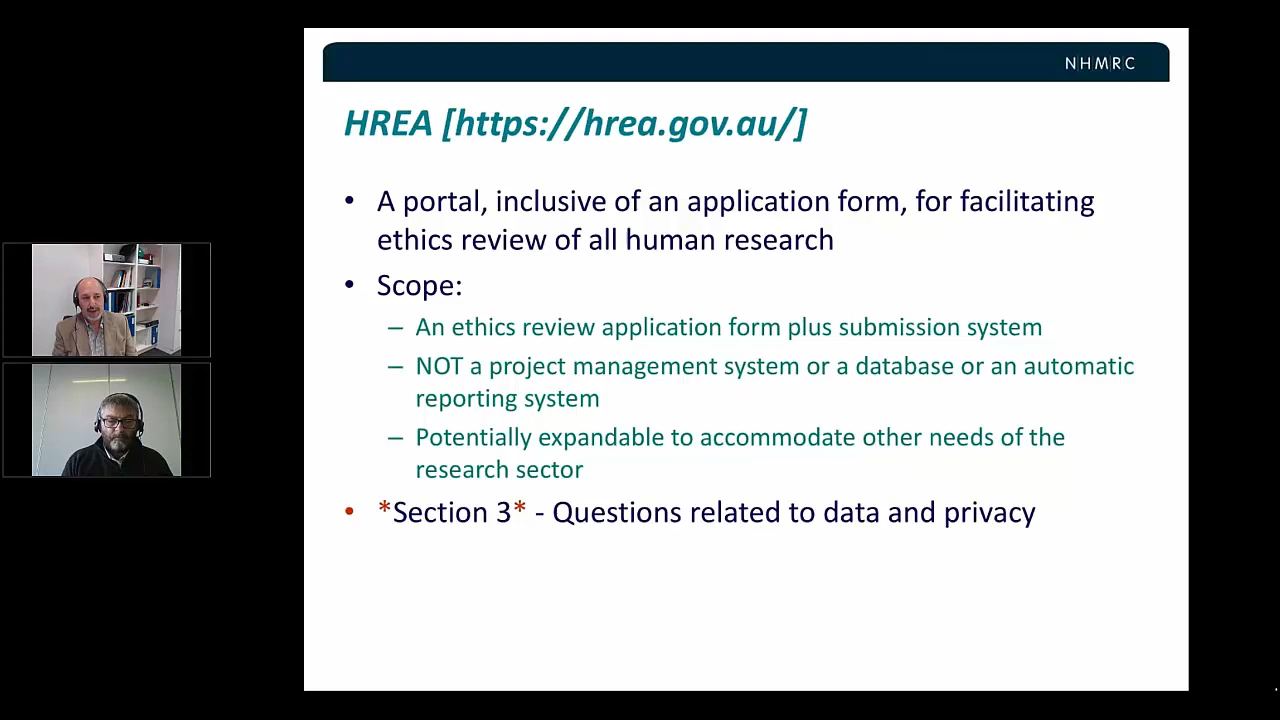 NHMRC
HREA [https://hrea.gov.au/]
• A portal, inclusive of an application form, for facilitating
ethics review of all human research
• Scope:
– An ethics review application form plus submission system
– NOT a project management system or a database or an automatic
reporting system
– Potentially expandable to accommodate other needs of the
research sector
• *Section 3* - Questions related to data and privacy